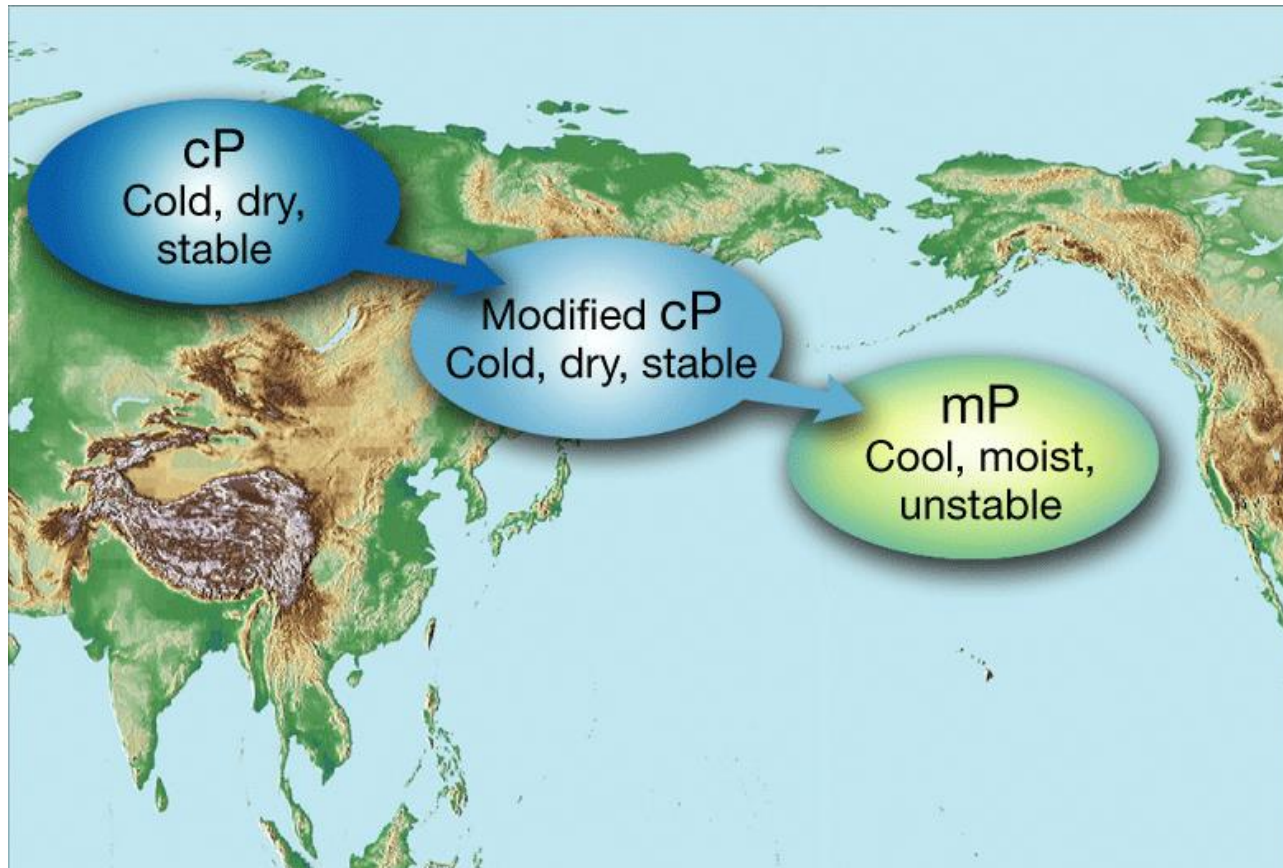 cP
Cold, dry,
stable
Modified cP
Cold, dry, stable
mP
Cool, moist,
unstable